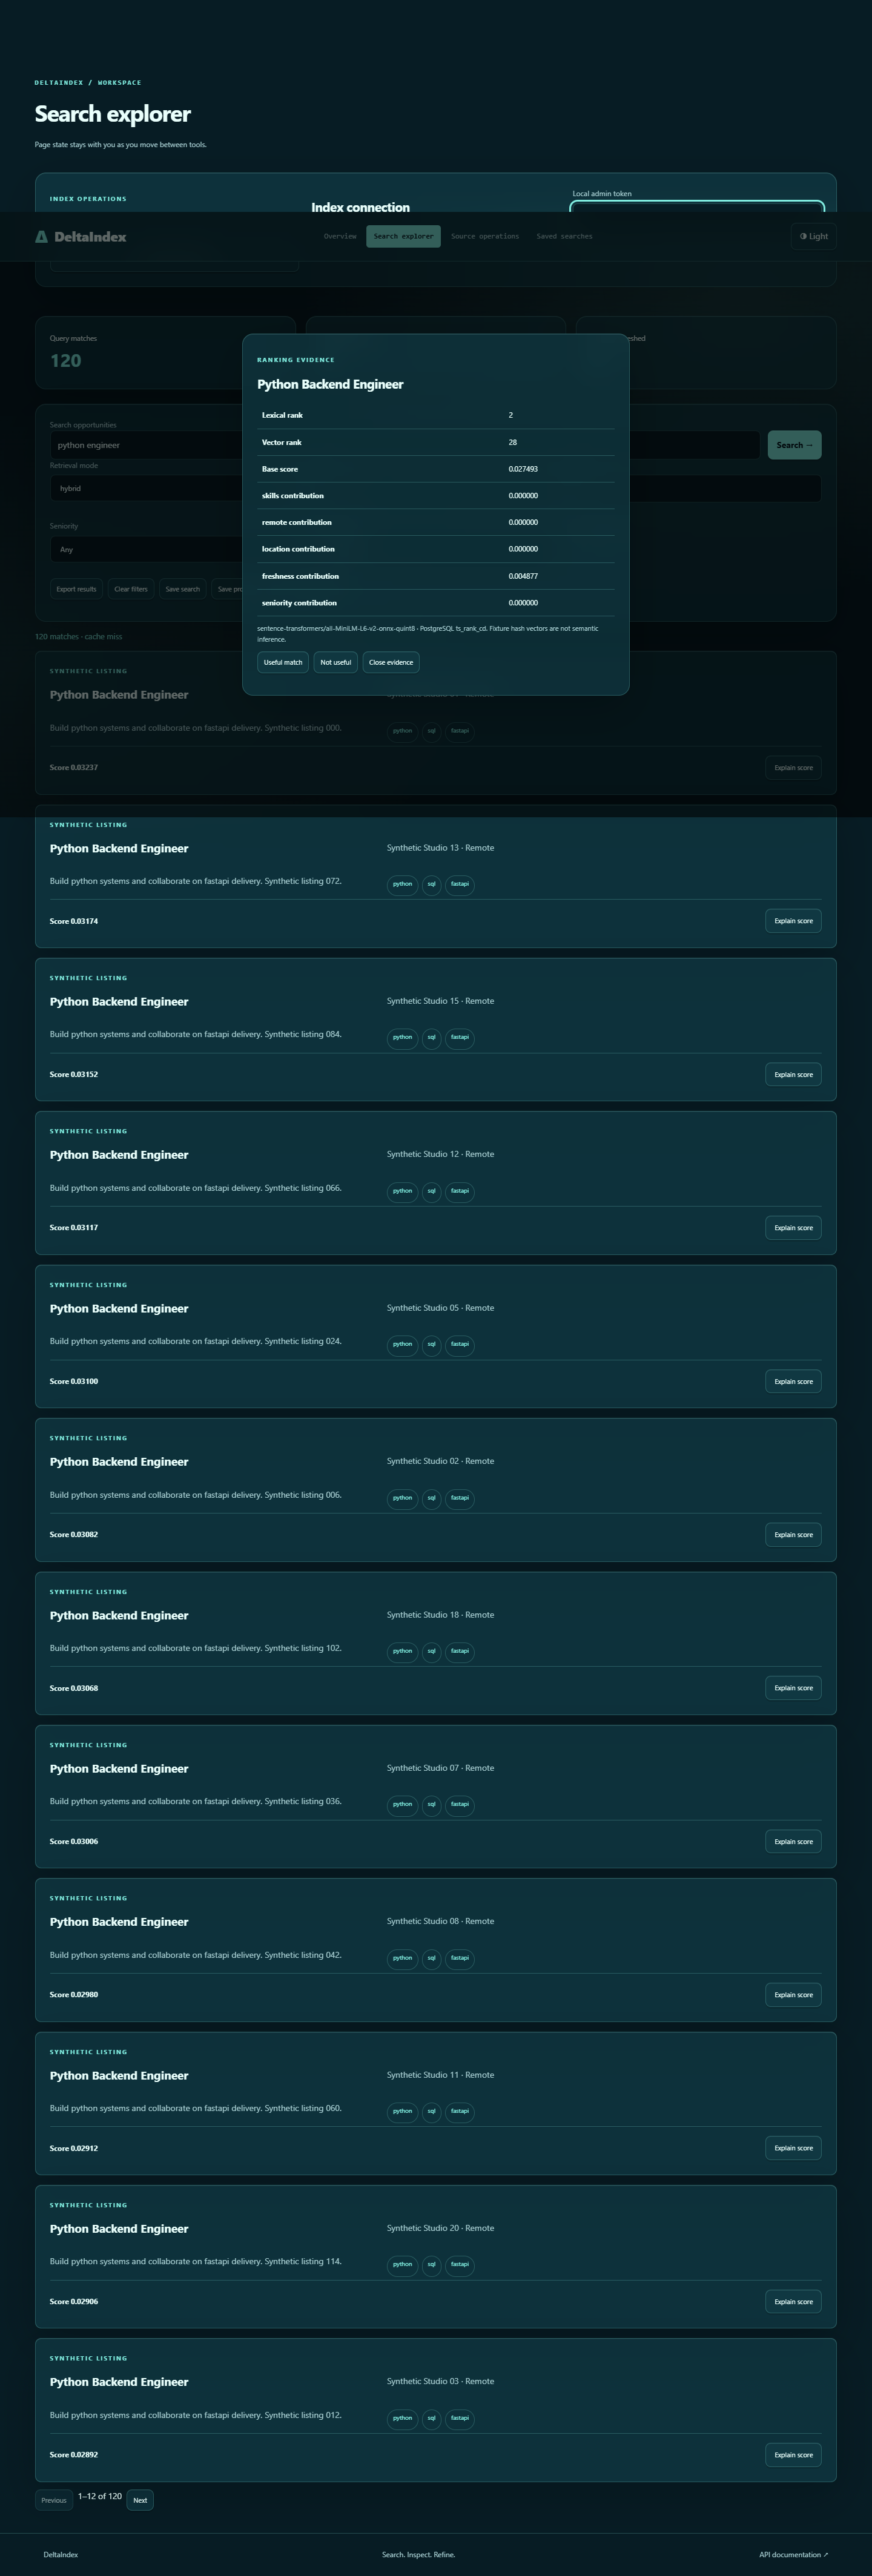 DELTAINDEX / WORKSPACE
Search explorer
Page state stays with you as you move between tools.
INDEX OPERATIONS
Index connection
Local admin token
DeltaIndex
Overview
Search explorer
Source operations
Saved searches
◑ Light
Query matches
120
Search opportunities
python engineer
Search →
Retrieval mode
hybrid
Seniority
Any
Export results
Clear filters
Save search
120 matches · cache miss
RANKING EVIDENCE
Python Backend Engineer
Lexical rank 2
Vector rank 28
Base score 0.027493
skills contribution 0.000000
remote contribution 0.000000
location contribution 0.000000
freshness contribution 0.004877
seniority contribution 0.000000
sentence-transformers/all-MiniLM-L6-v2-onnx-quint8 · PostgreSQL ts_rank_cd. Fixture hash vectors are not semantic
inference.
Useful match
Not useful
Close evidence
SYNTHETIC LISTING
Python Backend Engineer
Build python systems and collaborate on fastapi delivery. Synthetic listing 000.
python sql fastapi
Score 0.03237
Explain score
SYNTHETIC LISTING
Python Backend Engineer
Synthetic Studio 13 · Remote
Build python systems and collaborate on fastapi delivery. Synthetic listing 072.
python sql fastapi
Score 0.03174
Explain score
SYNTHETIC LISTING
Python Backend Engineer
Synthetic Studio 15 · Remote
Build python systems and collaborate on fastapi delivery. Synthetic listing 084.
python sql fastapi
Score 0.03152
Explain score
SYNTHETIC LISTING
Python Backend Engineer
Synthetic Studio 12 · Remote
Build python systems and collaborate on fastapi delivery. Synthetic listing 066.
python sql fastapi
Score 0.03117
Explain score
SYNTHETIC LISTING
Python Backend Engineer
Synthetic Studio 05 · Remote
Build python systems and collaborate on fastapi delivery. Synthetic listing 024.
python sql fastapi
Score 0.03100
Explain score
SYNTHETIC LISTING
Python Backend Engineer
Synthetic Studio 02 · Remote
Build python systems and collaborate on fastapi delivery. Synthetic listing 006.
python sql fastapi
Score 0.03082
Explain score
SYNTHETIC LISTING
Python Backend Engineer
Synthetic Studio 18 · Remote
Build python systems and collaborate on fastapi delivery. Synthetic listing 102.
python sql fastapi
Score 0.03068
Explain score
SYNTHETIC LISTING
Python Backend Engineer
Synthetic Studio 07 · Remote
Build python systems and collaborate on fastapi delivery. Synthetic listing 036.
python sql fastapi
Score 0.03006
Explain score
SYNTHETIC LISTING
Python Backend Engineer
Synthetic Studio 08 · Remote
Build python systems and collaborate on fastapi delivery. Synthetic listing 042.
python sql fastapi
Score 0.02980
Explain score
SYNTHETIC LISTING
Python Backend Engineer
Synthetic Studio 11 · Remote
Build python systems and collaborate on fastapi delivery. Synthetic listing 060.
python sql fastapi
Score 0.02912
Explain score
SYNTHETIC LISTING
Python Backend Engineer
Synthetic Studio 20 · Remote
Build python systems and collaborate on fastapi delivery. Synthetic listing 114.
python sql fastapi
Score 0.02906
Explain score
SYNTHETIC LISTING
Python Backend Engineer
Synthetic Studio 03 · Remote
Build python systems and collaborate on fastapi delivery. Synthetic listing 012.
python sql fastapi
Score 0.02892
Explain score
Previous
1–12 of 120
Next
DeltaIndex
Search. Inspect. Refine.
API documentation ↗